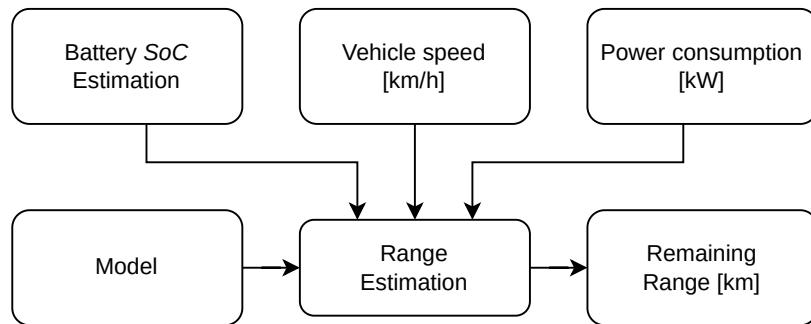 Battery SoC
Estimation
Vehicle speed
[km/h]
Power consumption
[kW]
Model
Range
Estimation
Remaining
Range [km]